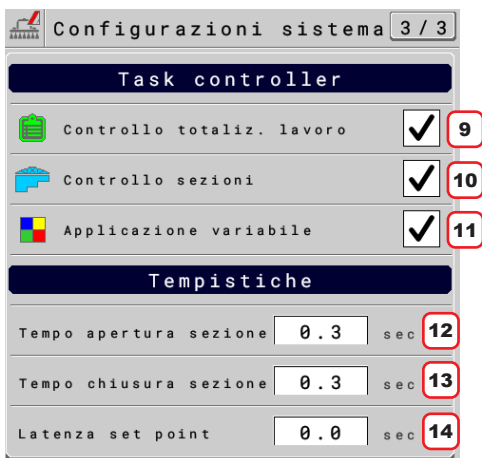 Configurazioni sistema 3/3
Task controller
Controllo totaliz. lavoro 9
Controllo sezioni 10
Applicazione variabile 11
Tempistiche
Tempo apertura sezione 0.3 sec 12
Tempo chiusura sezione 0.3 sec 13
Latenza set point 0.0 sec 14